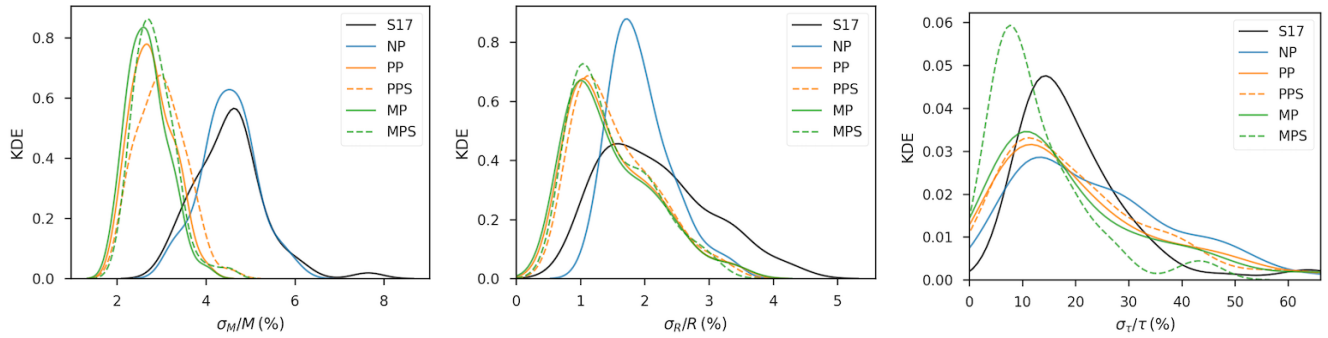 KDE
0.8
0.6
0.4
0.2
0.0
2
4
6
8
σ_M/M (%)
S17
NP
PP
PPS
MP
MPS
KDE
0.8
0.6
0.4
0.2
0.0
0
1
2
3
4
5
σ_R/R (%)
S17
NP
PP
PPS
MP
MPS
KDE
0.06
0.05
0.04
0.03
0.02
0.01
0.00
0
10
20
30
40
50
60
σ_τ/τ (%)
S17
NP
PP
PPS
MP
MPS